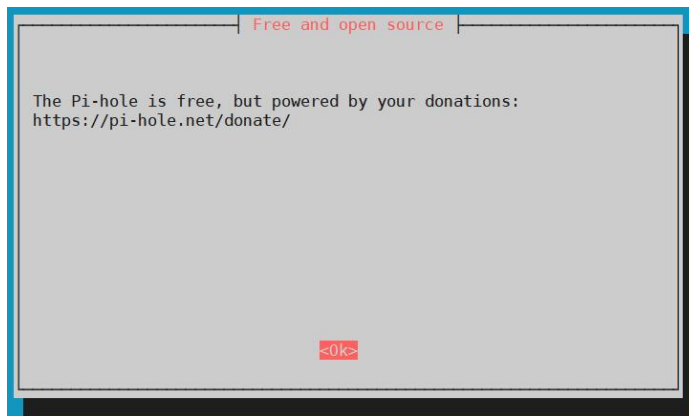 Free and open source
The Pi-hole is free, but powered by your donations:
https://pi-hole.net/donate/
<Ok>